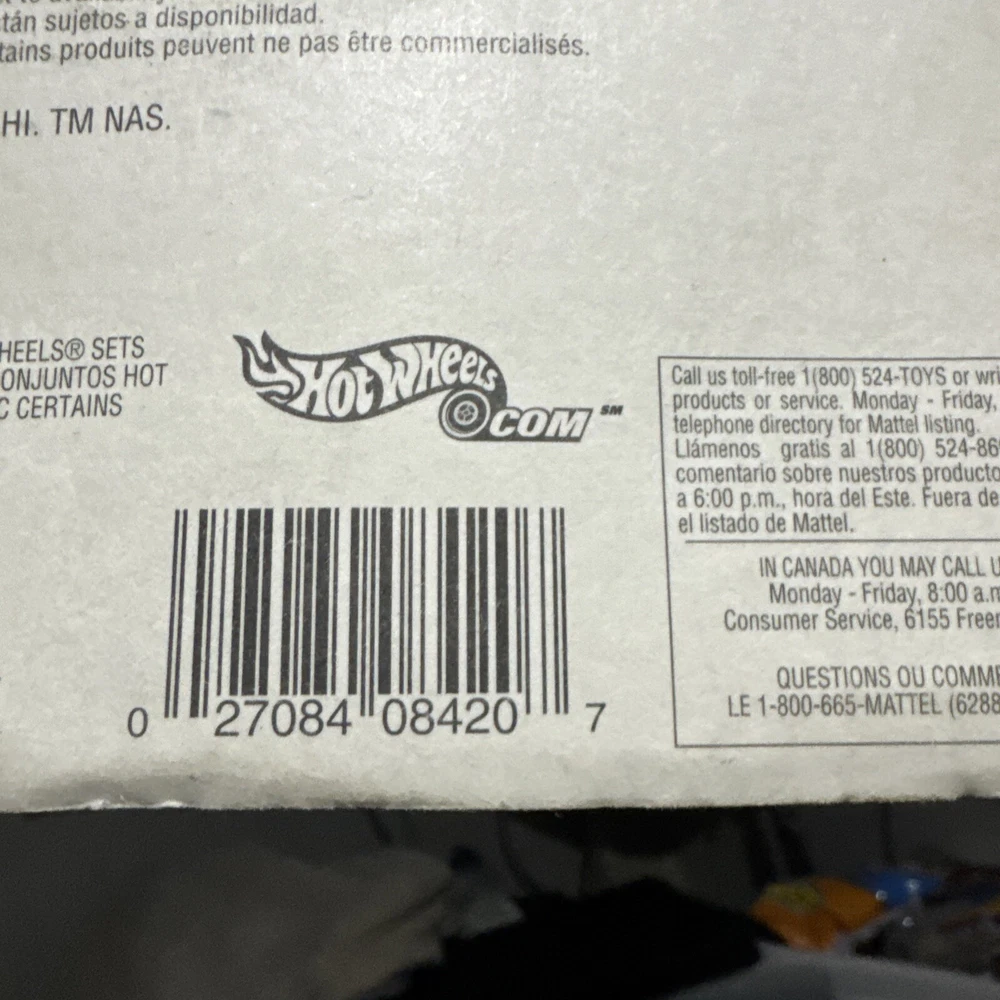 tán sujetos a disponibilidad.
tains produits peuvent ne pas être commercialisés.
HI. TM NAS.
HEELS® SETS
ONJUNTOS HOT
C CERTAINS
HOT WHEELS
.COM SM
0 27084 08420 7
Call us toll-free 1(800) 524-TOYS or wri
products or service. Monday - Friday,
telephone directory for Mattel listing.
Llámenos gratis al 1(800) 524-86
comentario sobre nuestros producto
a 6:00 p.m., hora del Este. Fuera de
el listado de Mattel.
IN CANADA YOU MAY CALL U
Monday - Friday, 8:00 a.m
Consumer Service, 6155 Freem
QUESTIONS OU COMME
LE 1-800-665-MATTEL (6288